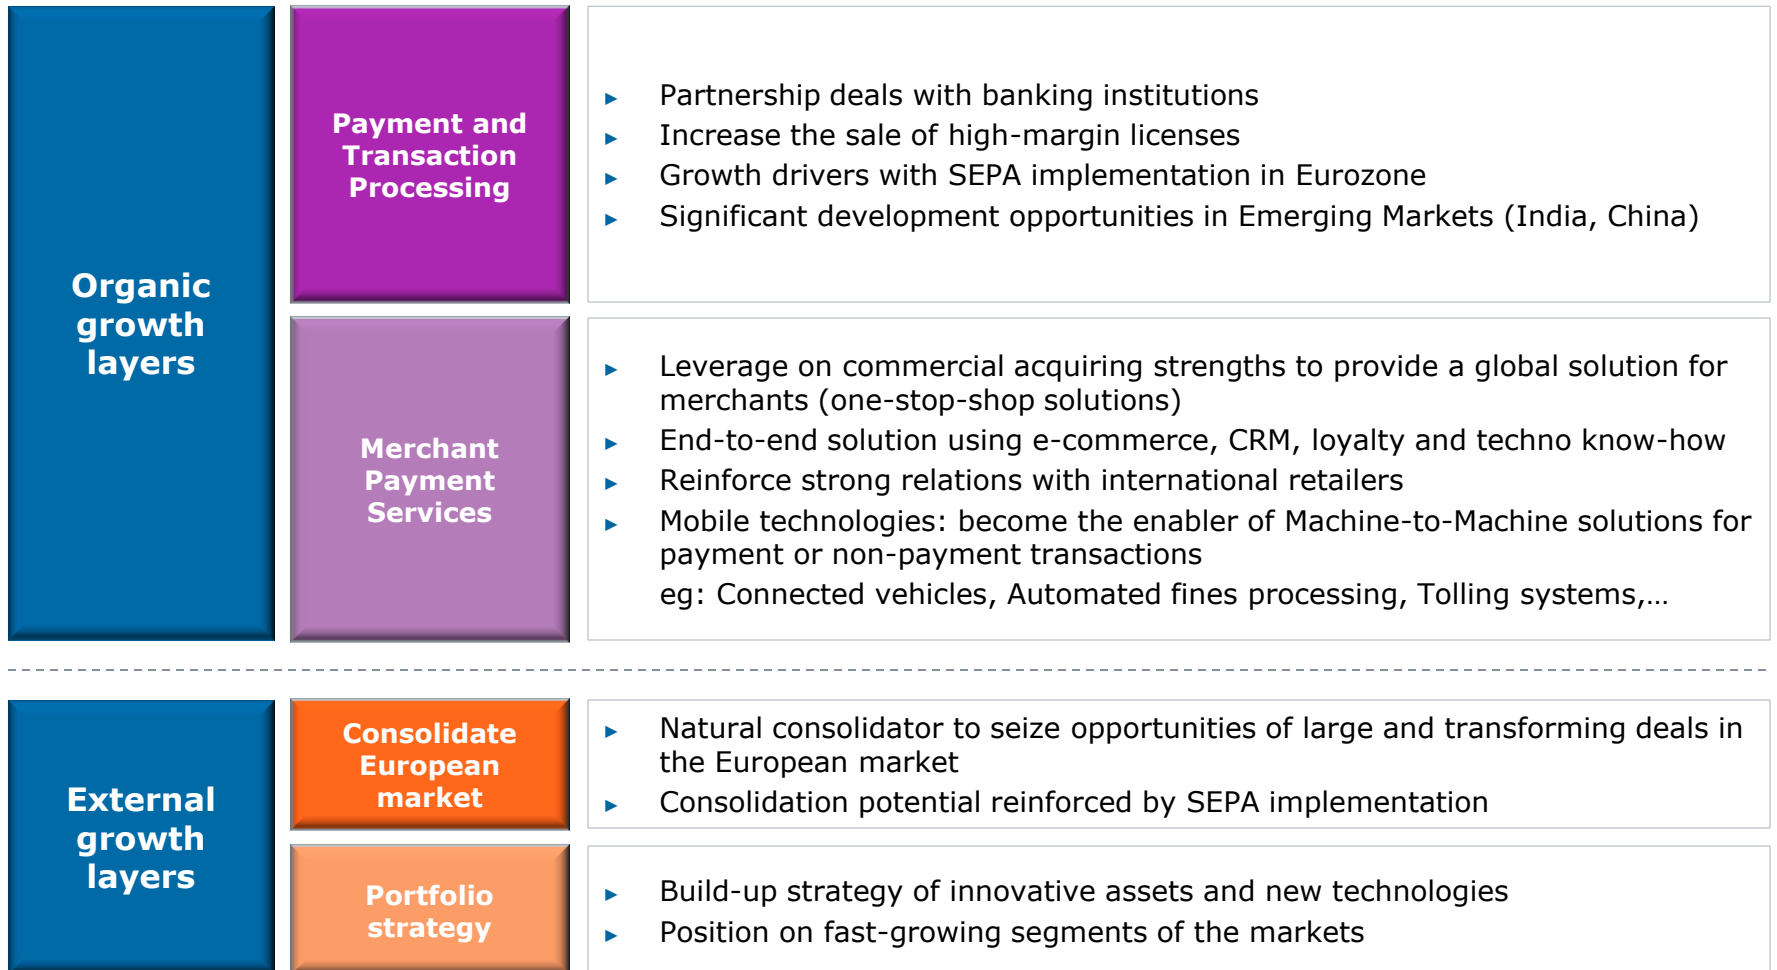 Organic
growth
layers
Payment and
Transaction
Processing
► Partnership deals with banking institutions
► Increase the sale of high-margin licenses
► Growth drivers with SEPA implementation in Eurozone
► Significant development opportunities in Emerging Markets (India, China)
Merchant
Payment
Services
► Leverage on commercial acquiring strengths to provide a global solution for
merchants (one-stop-shop solutions)
► End-to-end solution using e-commerce, CRM, loyalty and techno know-how
► Reinforce strong relations with international retailers
► Mobile technologies: become the enabler of Machine-to-Machine solutions for
payment or non-payment transactions
eg: Connected vehicles, Automated fines processing, Tolling systems,…
External
growth
layers
Consolidate
European
market
► Natural consolidator to seize opportunities of large and transforming deals in
the European market
► Consolidation potential reinforced by SEPA implementation
Portfolio
strategy
► Build-up strategy of innovative assets and new technologies
► Position on fast-growing segments of the markets